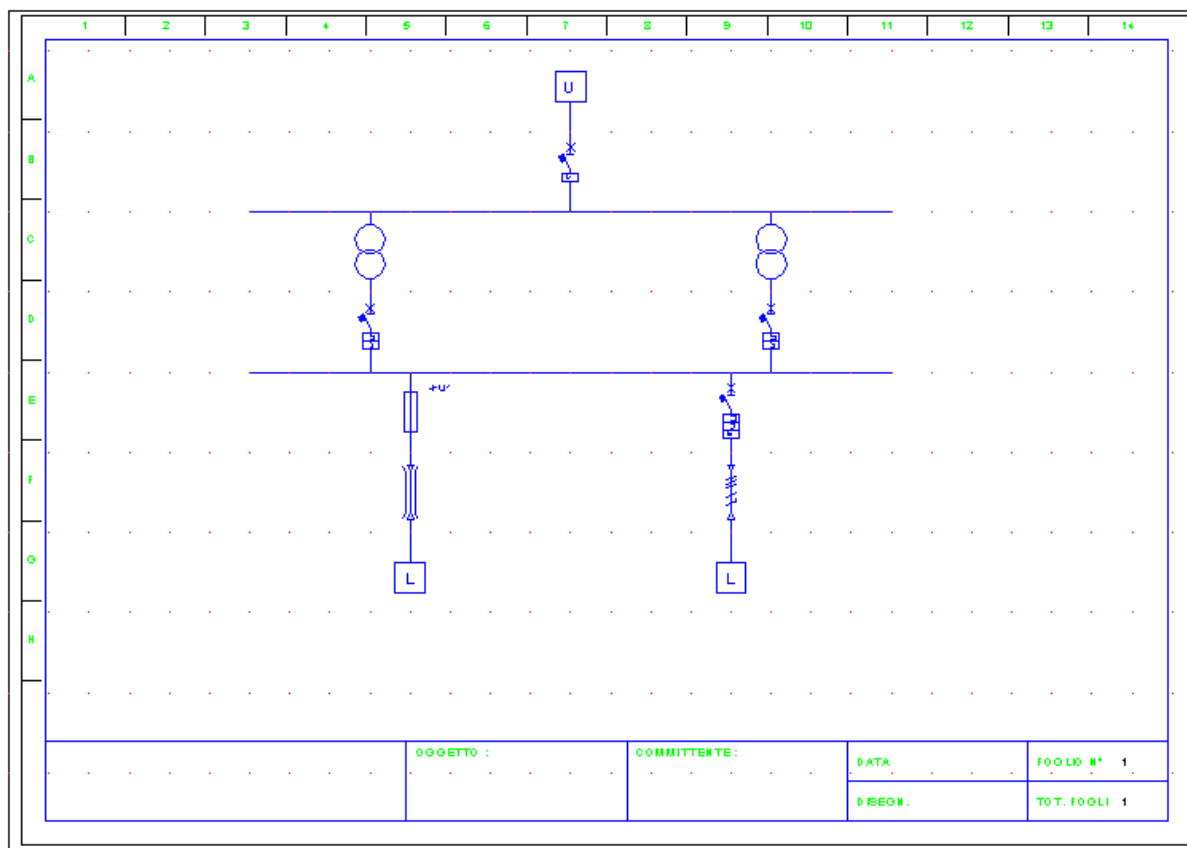 1 2 3 4 5 6 7 8 9 10 11 12 13 14
A
U
B
C
D
E
F
G
L L
H
OGGETTO : COMMITTENTE :
DATA FOGLIO N° 1
DISEGN. TOT. FOGLI 1